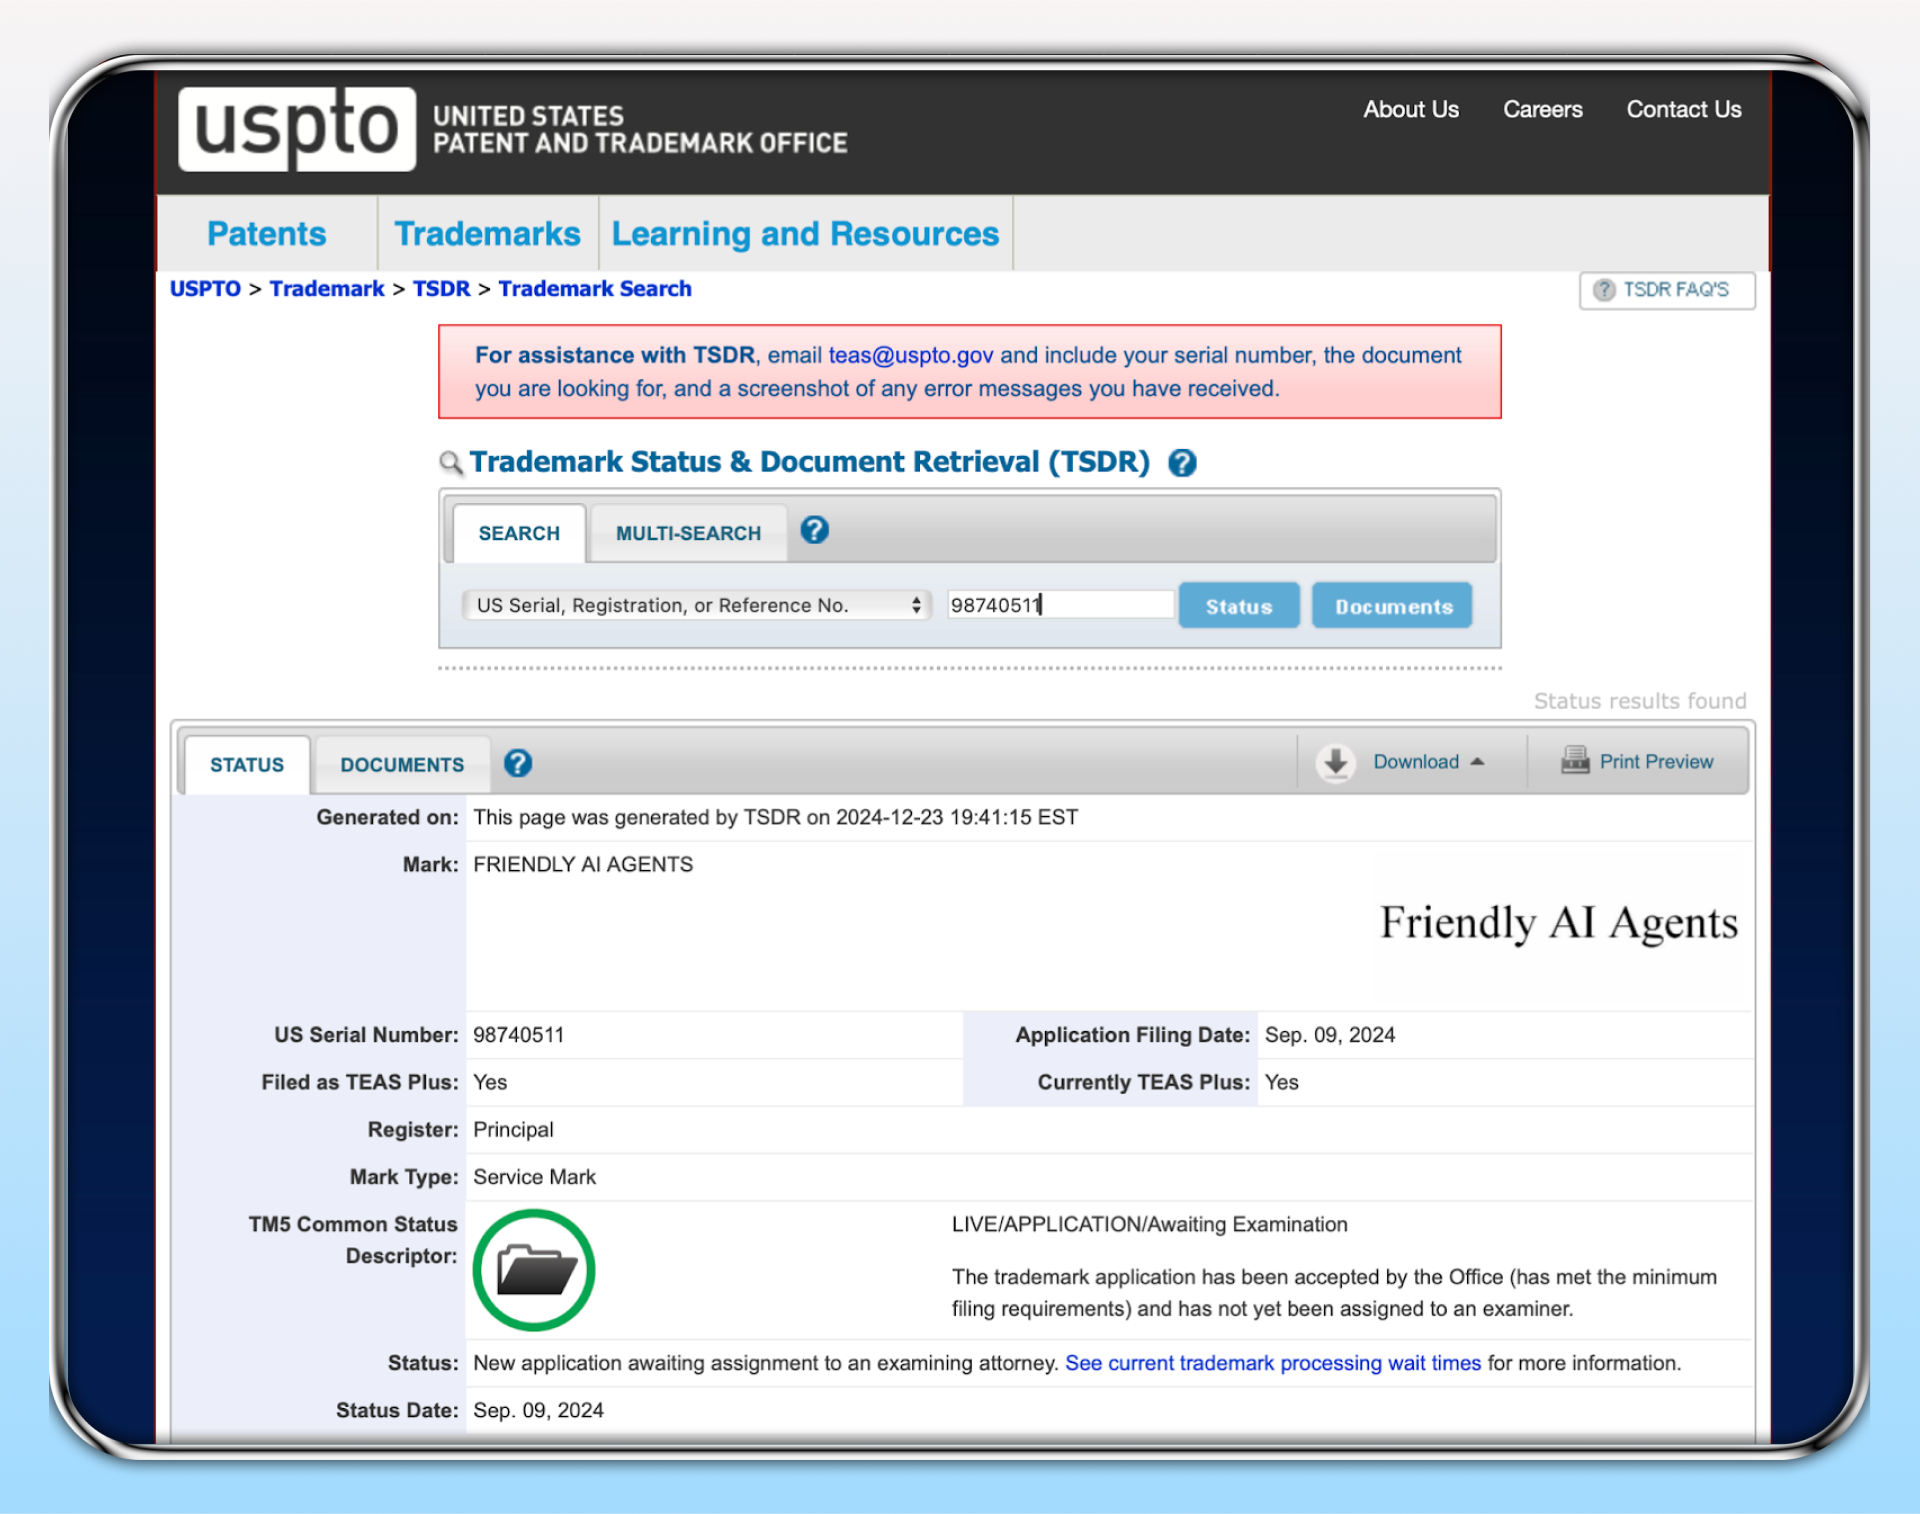 uspto UNITED STATES
PATENT AND TRADEMARK OFFICE
About Us Careers Contact Us
Patents Trademarks Learning and Resources
USPTO > Trademark > TSDR > Trademark Search
? TSDR FAQ'S
For assistance with TSDR, email teas@uspto.gov and include your serial number, the document
you are looking for, and a screenshot of any error messages you have received.
Trademark Status & Document Retrieval (TSDR) ?
SEARCH MULTI-SEARCH ?
US Serial, Registration, or Reference No. 98740511 Status Documents
Status results found
STATUS DOCUMENTS ? Download Print Preview
Generated on: This page was generated by TSDR on 2024-12-23 19:41:15 EST
Mark: FRIENDLY AI AGENTS
Friendly AI Agents
US Serial Number: 98740511 Application Filing Date: Sep. 09, 2024
Filed as TEAS Plus: Yes Currently TEAS Plus: Yes
Register: Principal
Mark Type: Service Mark
TM5 Common Status
Descriptor:
LIVE/APPLICATION/Awaiting Examination
The trademark application has been accepted by the Office (has met the minimum
filing requirements) and has not yet been assigned to an examiner.
Status: New application awaiting assignment to an examining attorney. See current trademark processing wait times for more information.
Status Date: Sep. 09, 2024